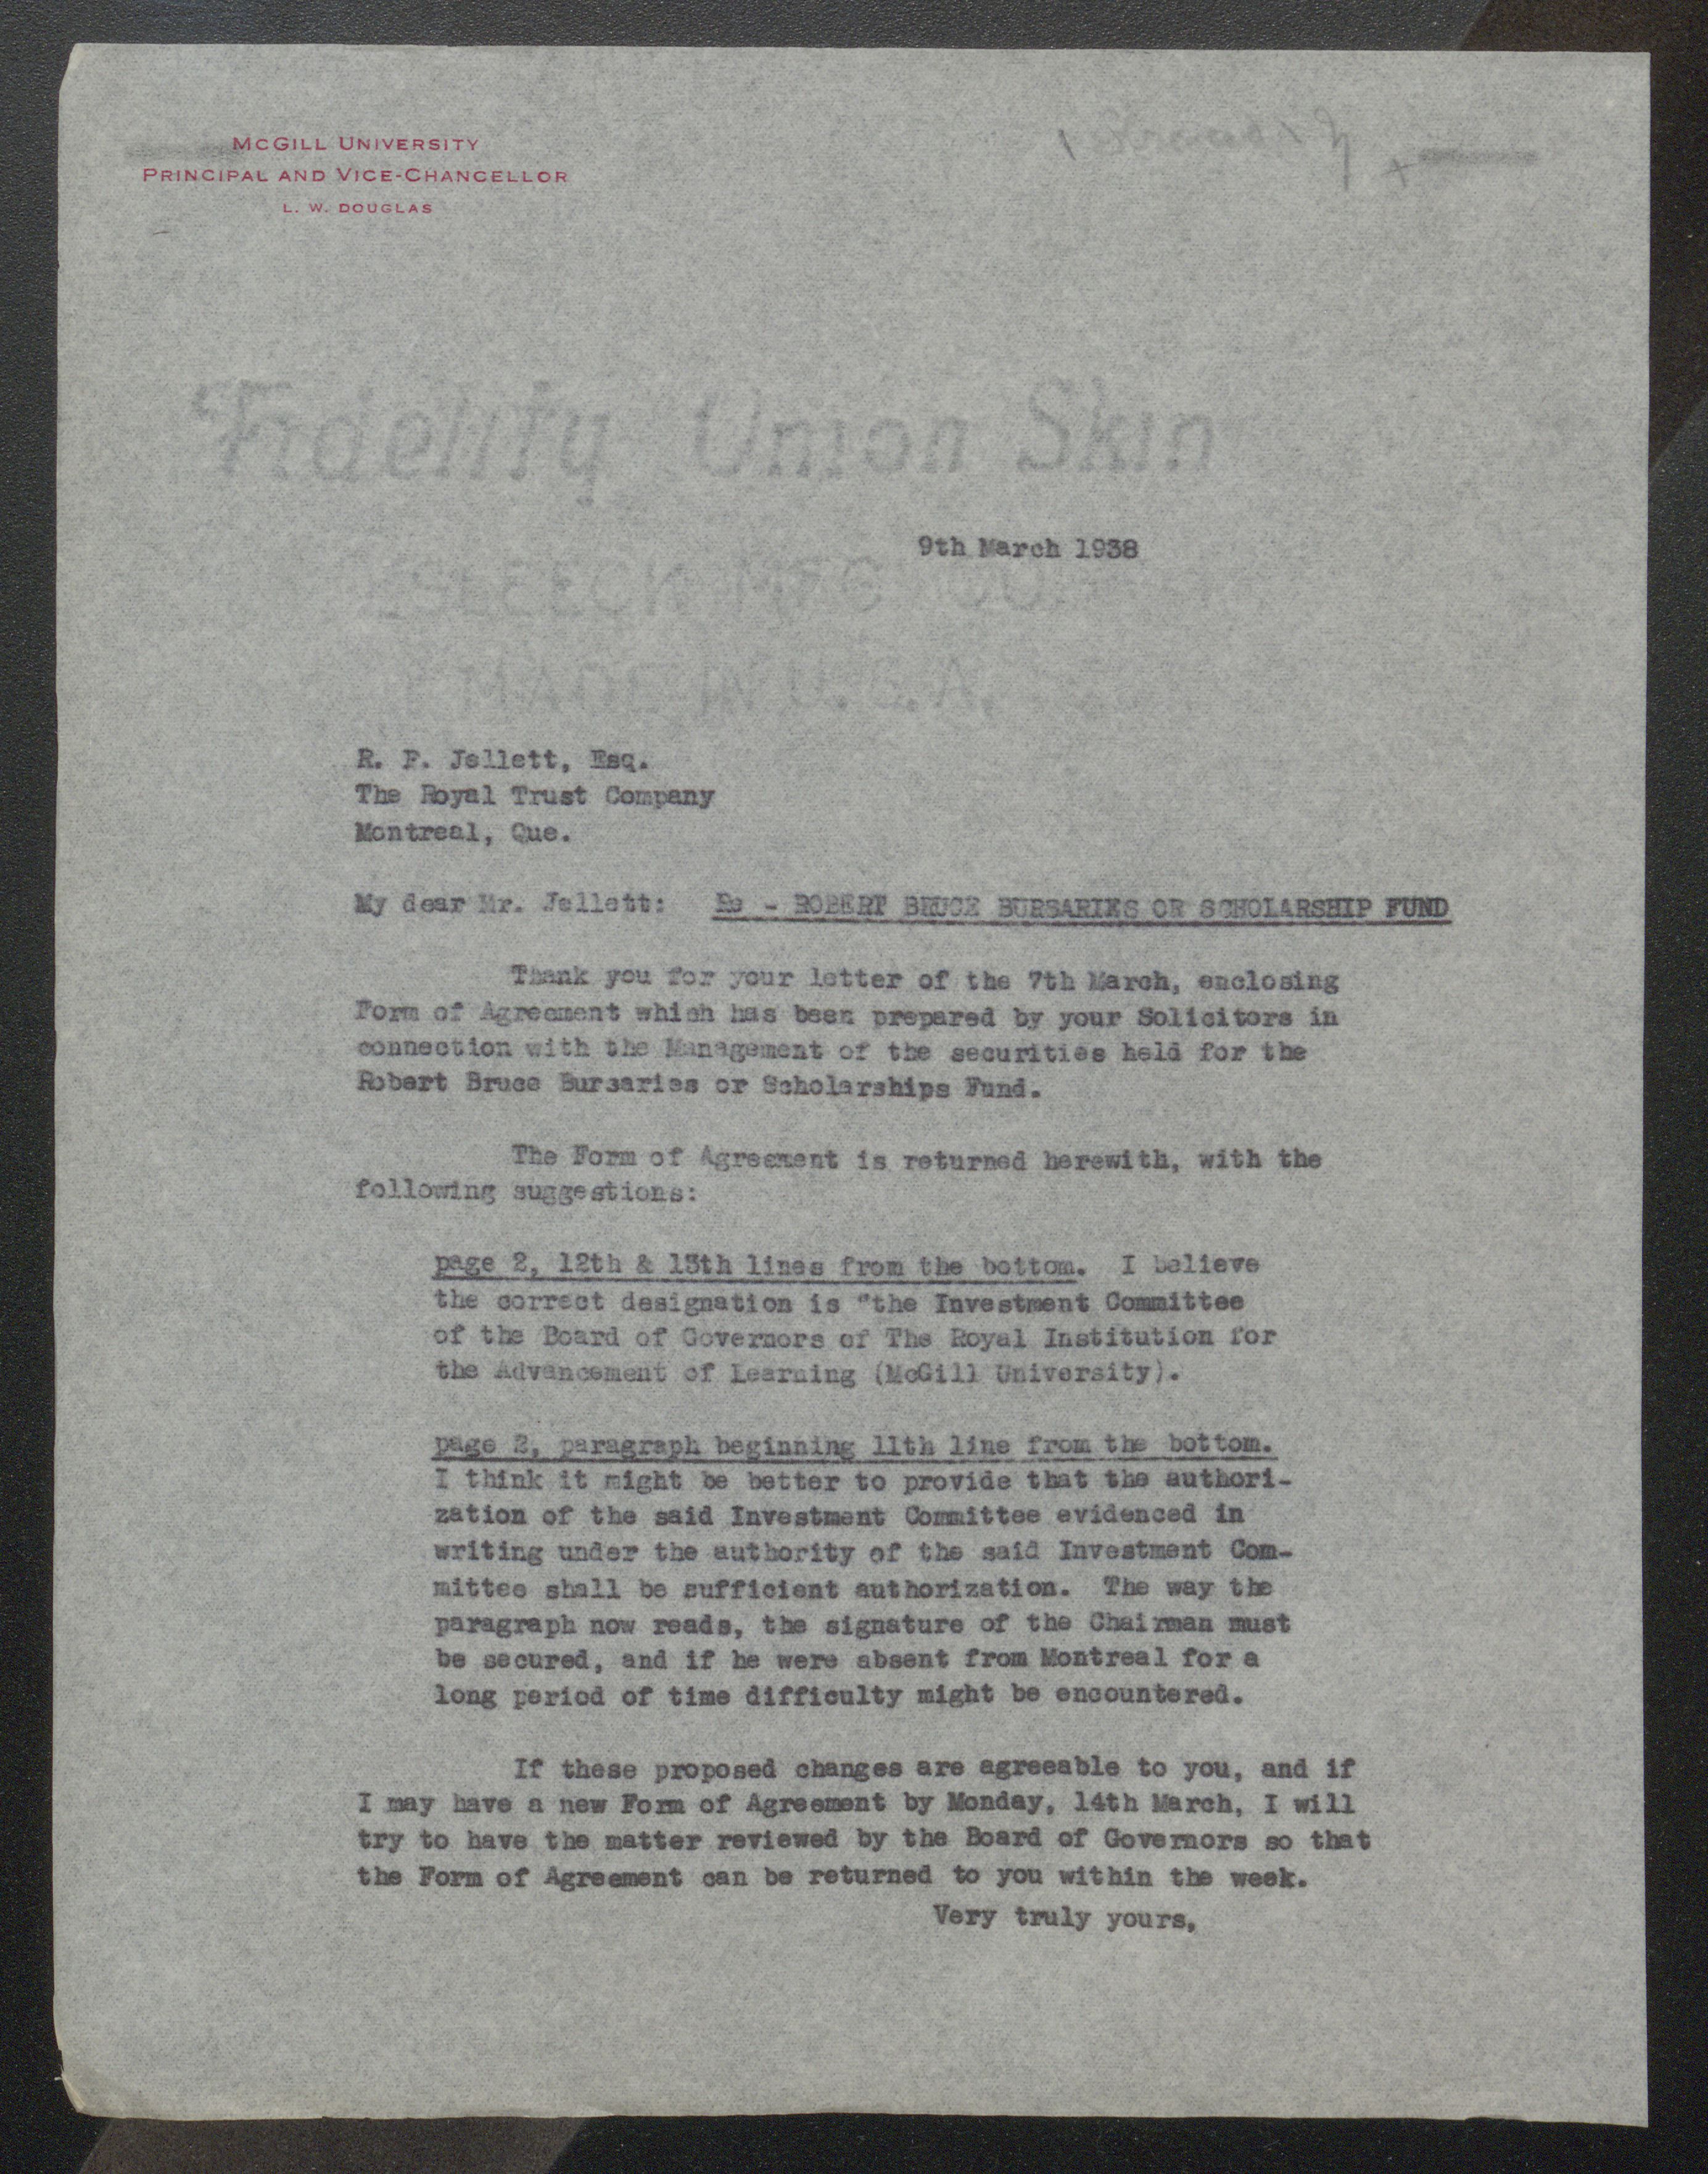 McGill University
Principal and Vice-Chancellor
L. W. DOUGLAS
"Fidelity Union Skin
9th March 1938
MADE IN U.S.A.
R. P. Jellett, Esq.
The Royal Trust Company
Montreal, Que.
My dear Mr. Jellett: Re - ROBERT BRUCE BURSARIES OR SCHOLARSHIP FUND
Thank you for your letter of the 7th March, enclosing
Form of Agreement which has been prepared by your Solicitors in
connection with the Management of the securities held for the
Robert Bruce Bursaries or Scholarships Fund.
The Form of Agreement is returned herewith, with the
following suggestions:
page 2, 12th & 13th lines from the bottom. I believe
the correct designation is "the Investment Committee
of the Board of Governors of The Royal Institution for
the Advancement of Learning (McGill University).
page 2, paragraph beginning 11th line from the bottom.
I think it might be better to provide that the authori-
zation of the said Investment Committee evidenced in
writing under the authority of the said Investment Com-
mittee shall be sufficient authorization. The way the
paragraph now reads, the signature of the Chairman must
be secured, and if he were absent from Montreal for a
long period of time difficulty might be encountered.
If these proposed changes are agreeable to you, and if
I may have a new Form of Agreement by Monday, 14th March, I will
try to have the matter reviewed by the Board of Governors so that
the Form of Agreement can be returned to you within the week.
Very truly yours,